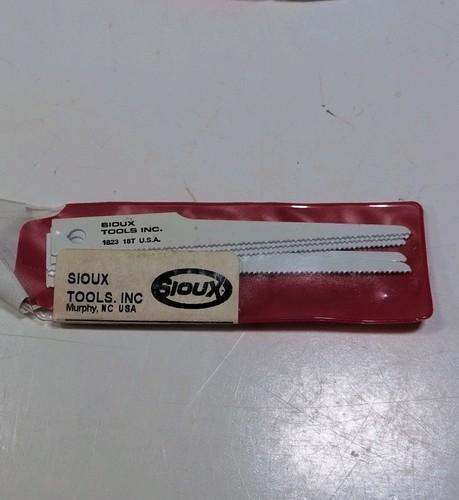 SIOUX
TOOLS INC.
1823 18T U.S.A.
SIOUX
TOOLS. INC
Murphy, NC USA
SIOUX